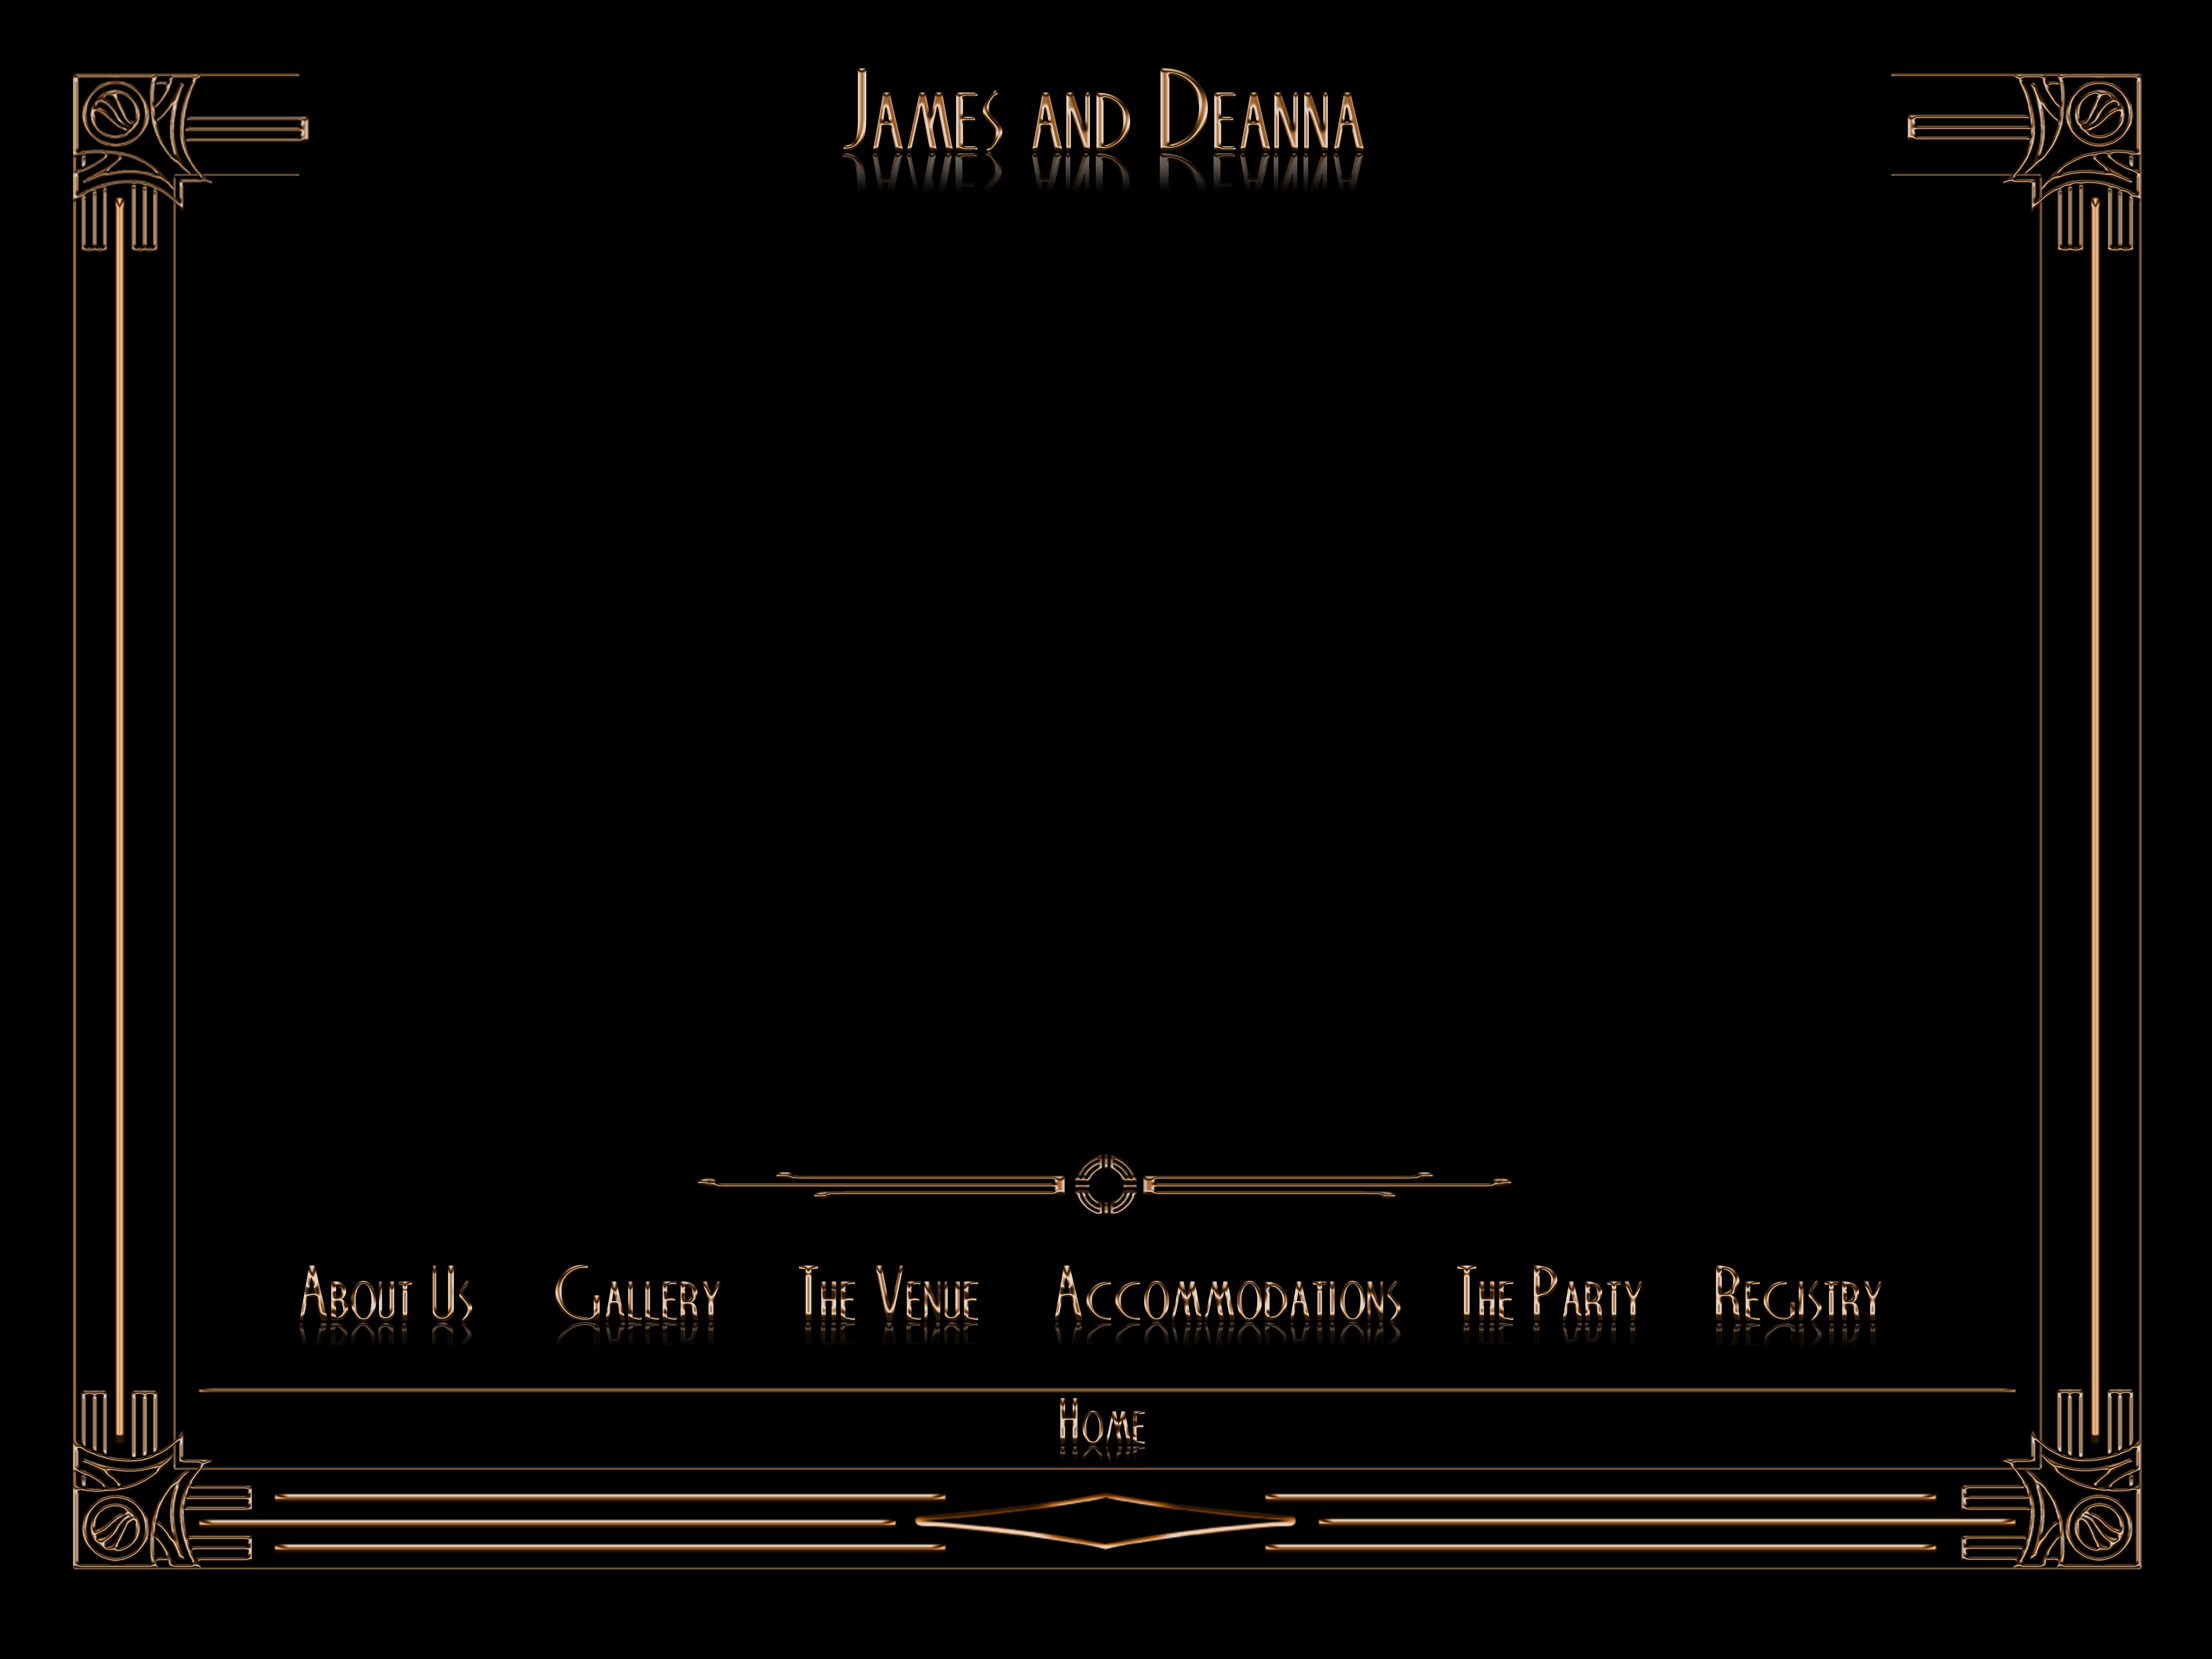 James and Deanna
About Us Gallery The Venue Accommodations The Party Registry
Home